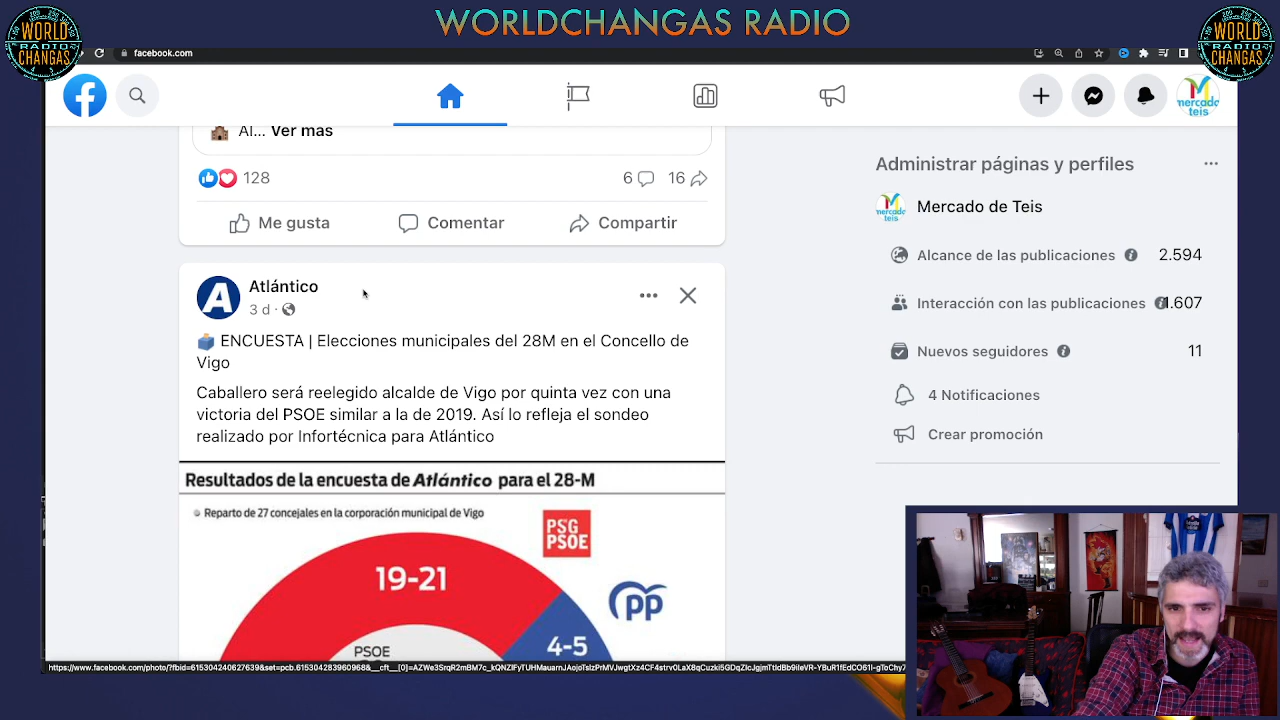 WORLDCHANGAS RADIO
WORLD
RADIO
CHANGAS
WORLD
RADIO
CHANGAS
facebook.com
mercado
teis
Al... Ver más
128
6
16
Me gusta
Comentar
Compartir
Atlántico
3 d ·
ENCUESTA | Elecciones municipales del 28M en el Concello de
Vigo
Caballero será reelegido alcalde de Vigo por quinta vez con una
victoria del PSOE similar a la de 2019. Así lo refleja el sondeo
realizado por Infortécnica para Atlántico
Resultados de la encuesta de Atlántico para el 28-M
Reparto de 27 concejales en la corporación municipal de Vigo
PSG
PSOE
19-21
pp
4-5
PSOE
Administrar páginas y perfiles
mercado
teis
Mercado de Teis
Alcance de las publicaciones
2.594
Interacción con las publicaciones
1.607
Nuevos seguidores
11
4 Notificaciones
Crear promoción